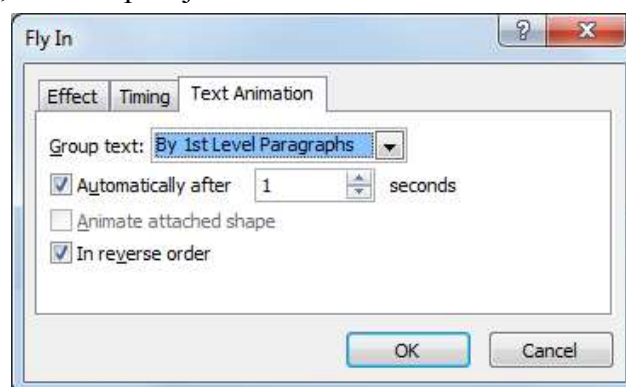 Fly In
Effect Timing Text Animation
Group text: By 1st Level Paragraphs
Automatically after 1 seconds
Animate attached shape
In reverse order
OK Cancel